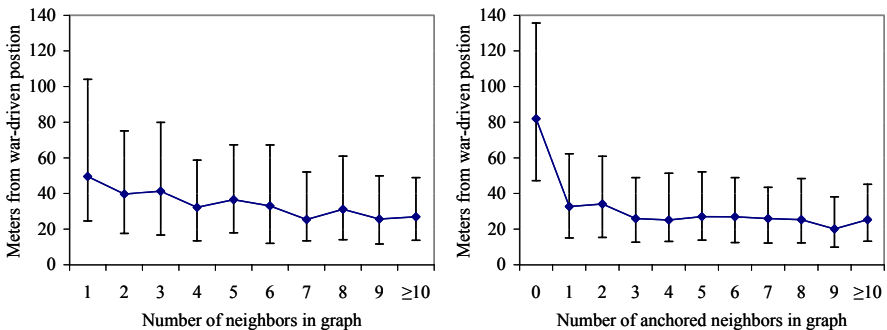 Meters from war-driven postion
140
120
100
80
60
40
20
0
1 2 3 4 5 6 7 8 9 ≥10
Number of neighbors in graph
Meters from war-driven postion
140
120
100
80
60
40
20
0
0 1 2 3 4 5 6 7 8 9 ≥10
Number of anchored neighbors in graph